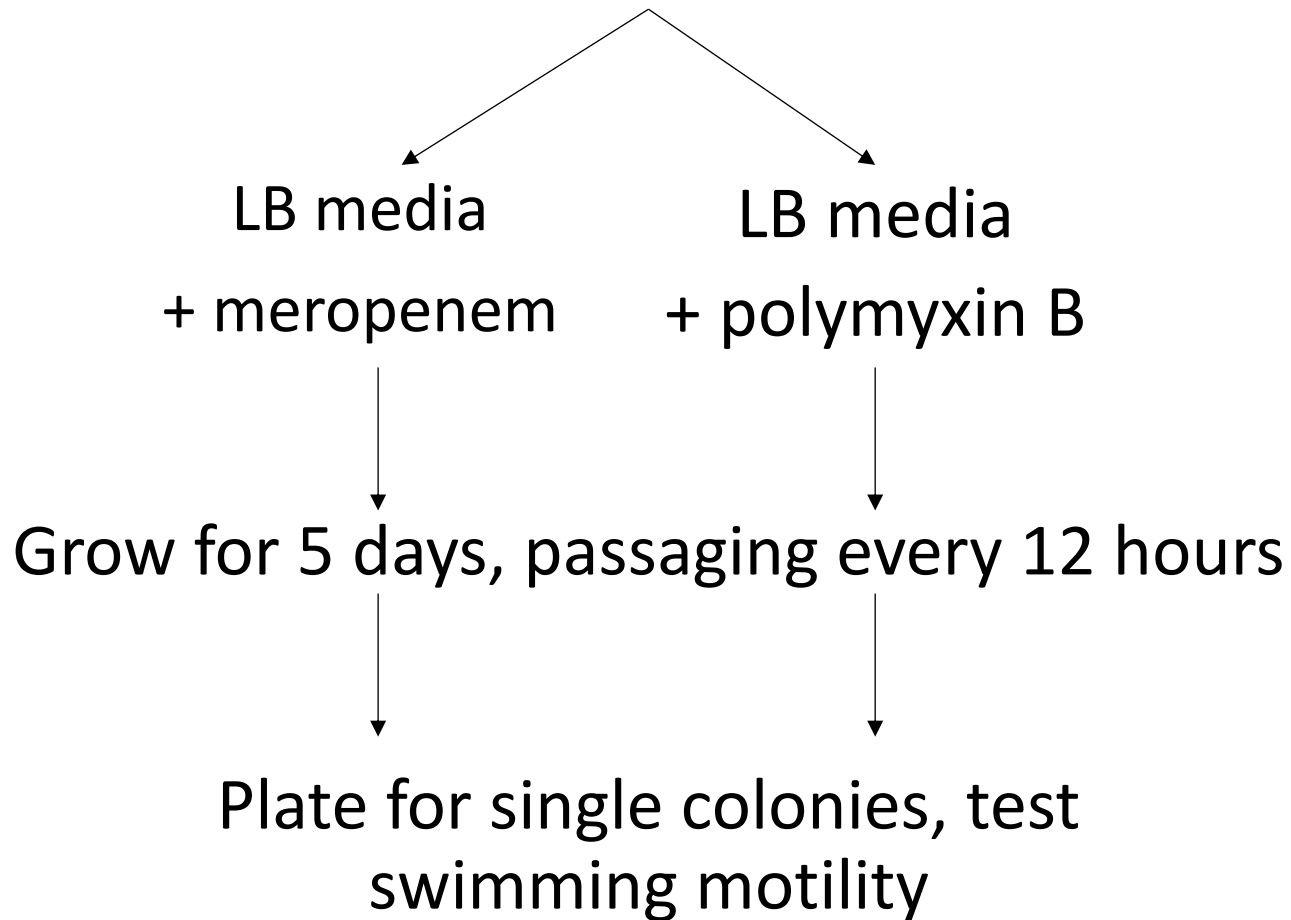 LB media
+ meropenem
LB media
+ polymyxin B
Grow for 5 days, passaging every 12 hours
Plate for single colonies, test
swimming motility